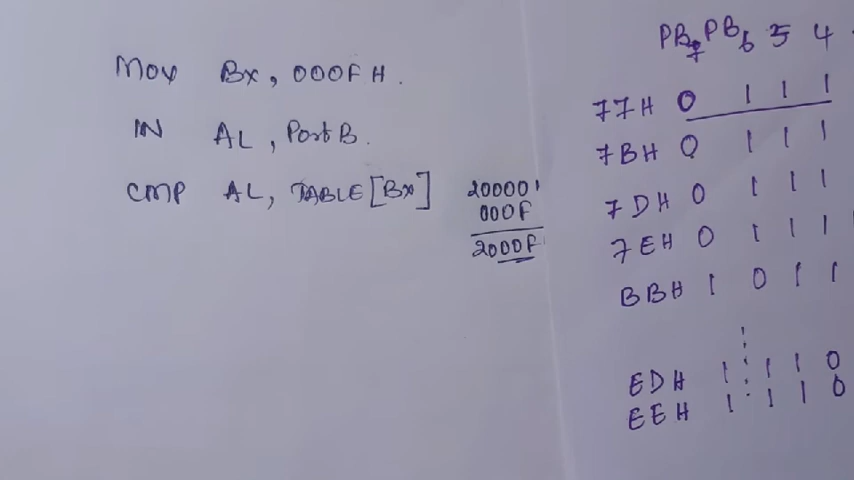 Mov Bx, 000FH.
IN AL, Port B.
CMP AL, TABLE[Bx]
20000
000F
2000F
PB7 PB6 5 4
77H 0 1 1 1
7BH 0 1 1 1
7DH 0 1 1 1
7EH 0 1 1 1
BBH 1 0 1 1
EDH 1 1 1 0
EEH 1 1 1 0